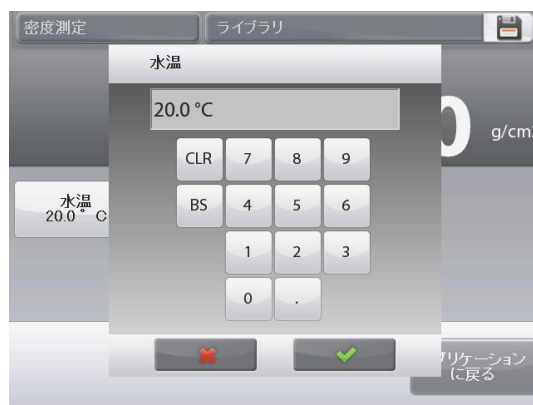 密度測定
ライブラリ
水温
20.0 °C
g/cm
水温
20.0 ° C
CLR 7 8 9
BS 4 5 6
1 2 3
0 .
リケーション
に戻る